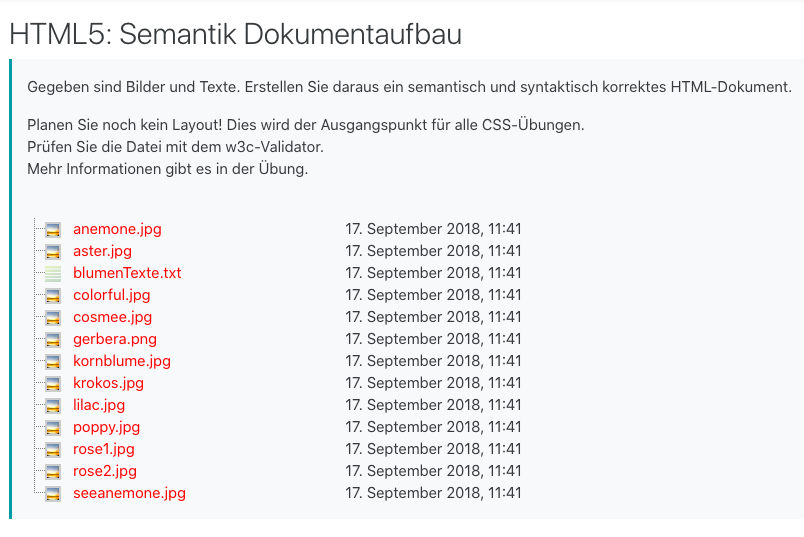 HTML5: Semantik Dokumentaufbau
Gegeben sind Bilder und Texte. Erstellen Sie daraus ein semantisch und syntaktisch korrektes HTML-Dokument.
Planen Sie noch kein Layout! Dies wird der Ausgangspunkt für alle CSS-Übungen.
Prüfen Sie die Datei mit dem w3c-Validator.
Mehr Informationen gibt es in der Übung.
anemone.jpg 17. September 2018, 11:41
aster.jpg 17. September 2018, 11:41
blumenTexte.txt 17. September 2018, 11:41
colorful.jpg 17. September 2018, 11:41
cosmee.jpg 17. September 2018, 11:41
gerbera.png 17. September 2018, 11:41
kornblume.jpg 17. September 2018, 11:41
krokos.jpg 17. September 2018, 11:41
lilac.jpg 17. September 2018, 11:41
poppy.jpg 17. September 2018, 11:41
rose1.jpg 17. September 2018, 11:41
rose2.jpg 17. September 2018, 11:41
seeanemone.jpg 17. September 2018, 11:41